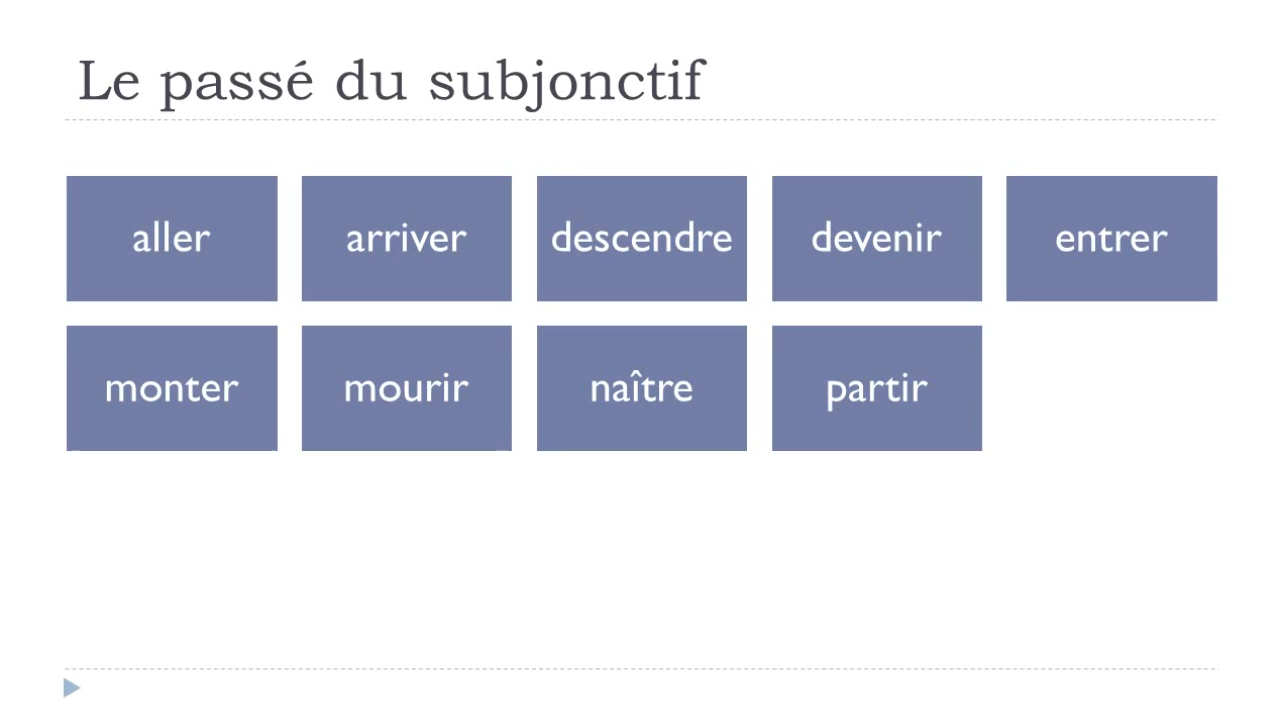 Le passé du subjonctif
aller arriver descendre devenir entrer
monter mourir naître partir